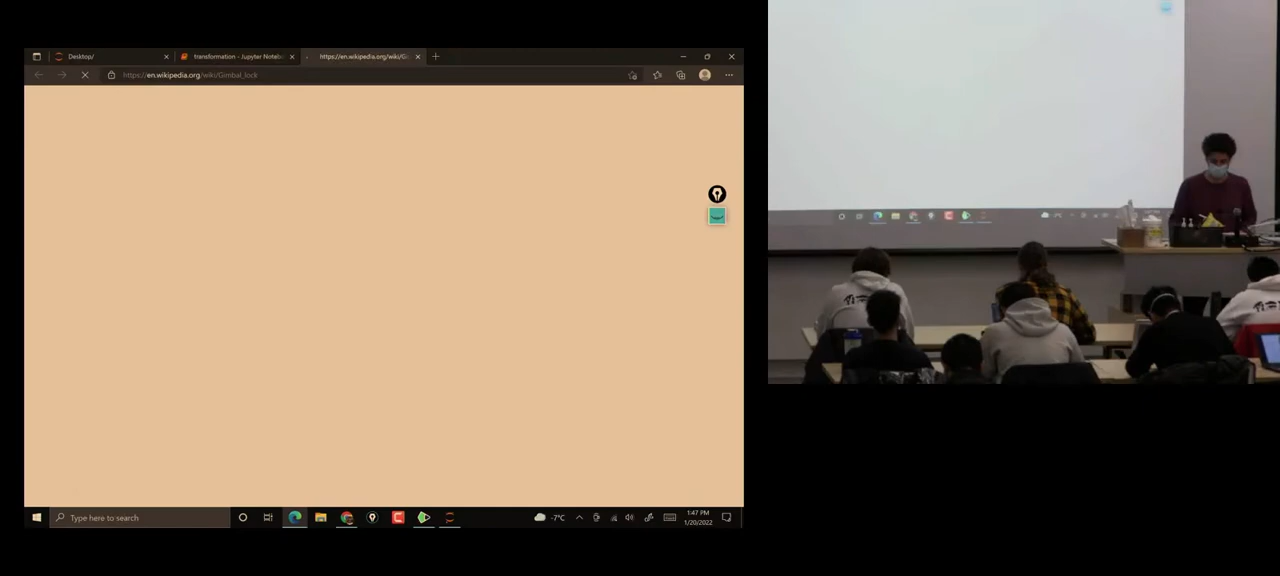 Desktop/
transformation - Jupyter Noteb
https://en.wikipedia.org/wiki/Gi
https://en.wikipedia.org/wiki/Gimbal_lock
Type here to search
-7°C
1:47 PM
1/20/2022